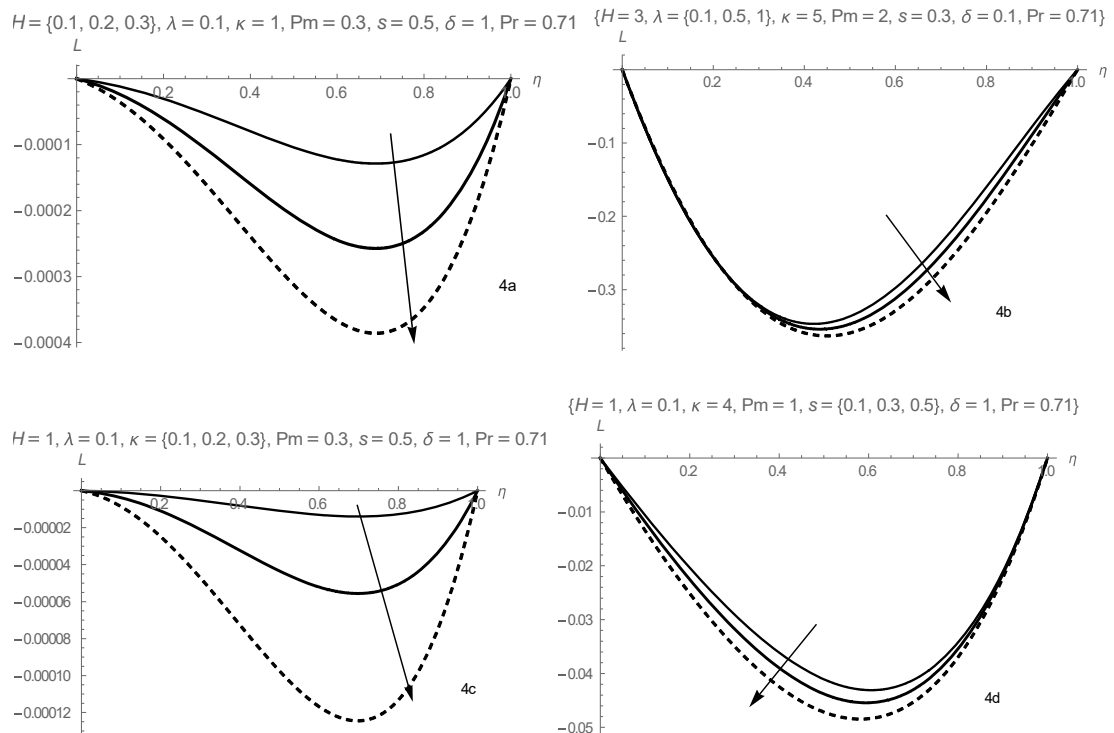 H = {0.1, 0.2, 0.3}, λ = 0.1, κ = 1, Pm = 0.3, s = 0.5, δ = 1, Pr = 0.71
L
η
0.2 0.4 0.6 0.8 1.0
−0.0001
−0.0002
−0.0003
−0.0004
4a
{H = 3, λ = {0.1, 0.5, 1}, κ = 5, Pm = 2, s = 0.3, δ = 0.1, Pr = 0.71}
L
η
0.2 0.4 0.6 0.8 1.0
−0.1
−0.2
−0.3
4b
H = 1, λ = 0.1, κ = {0.1, 0.2, 0.3}, Pm = 0.3, s = 0.5, δ = 1, Pr = 0.71
L
η
0.2 0.4 0.6 0.8 1.0
−0.00002
−0.00004
−0.00006
−0.00008
−0.00010
−0.00012
4c
{H = 1, λ = 0.1, κ = 4, Pm = 1, s = {0.1, 0.3, 0.5}, δ = 1, Pr = 0.71}
L
η
0.2 0.4 0.6 0.8 1.0
−0.01
−0.02
−0.03
−0.04
−0.05
4d